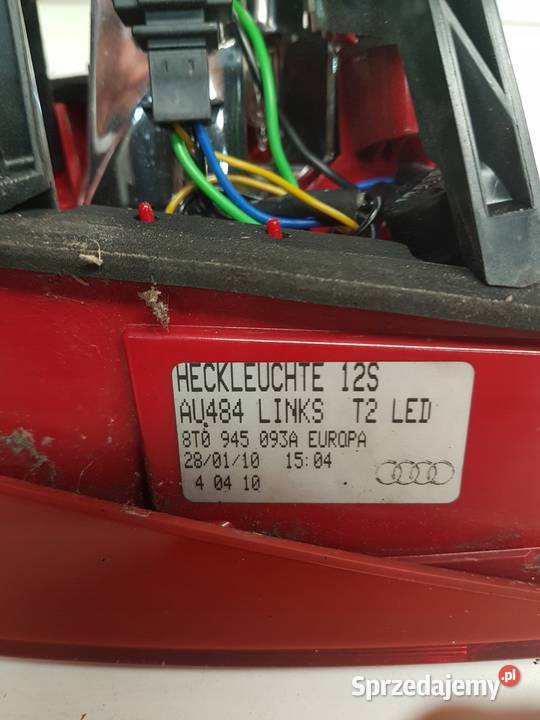 HECKLEUCHTE 12S
AU484 LINKS T2 LED
8T0 945 093A EUROPA
28/01/10 15:04
4 04 10
Sprzedajemy.pl